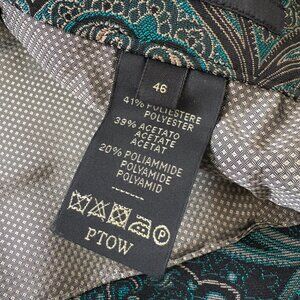 46
41% POLIESTERE
POLYESTER
39% ACETATO
ACETATE
ACETAT
20% POLIAMMIDE
POLYAMIDE
POLYAMID
PTOW